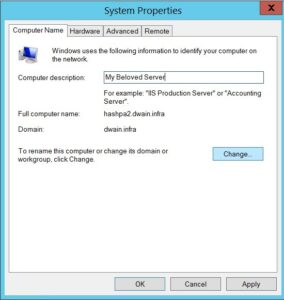 System Properties
X
Computer Name Hardware Advanced Remote
Windows uses the following information to identify your computer on
the network.
Computer description: My Beloved Server
For example: "IIS Production Server" or "Accounting
Server".
Full computer name: hashpa2.dwain.infra
Domain: dwain.infra
To rename this computer or change its domain or
workgroup, click Change.
Change...
OK Cancel Apply